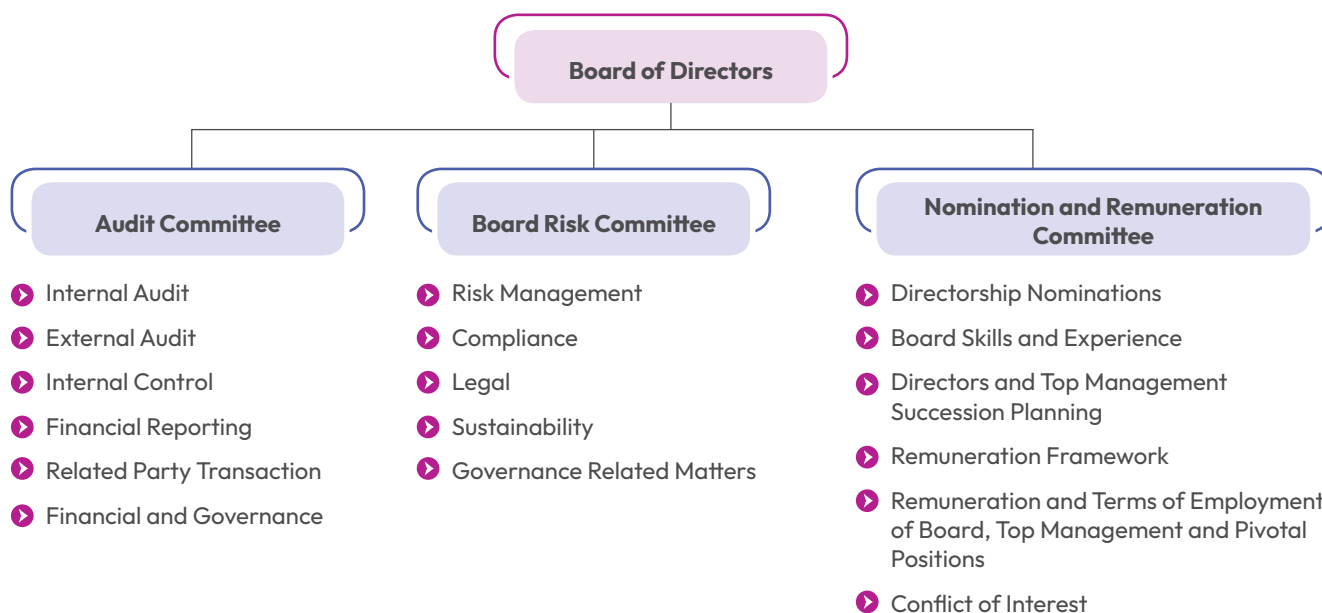 Board of Directors
Audit Committee
Internal Audit
External Audit
Internal Control
Financial Reporting
Related Party Transaction
Financial and Governance
Board Risk Committee
Risk Management
Compliance
Legal
Sustainability
Governance Related Matters
Nomination and Remuneration
Committee
Directorship Nominations
Board Skills and Experience
Directors and Top Management
Succession Planning
Remuneration Framework
Remuneration and Terms of Employment
of Board, Top Management and Pivotal
Positions
Conflict of Interest